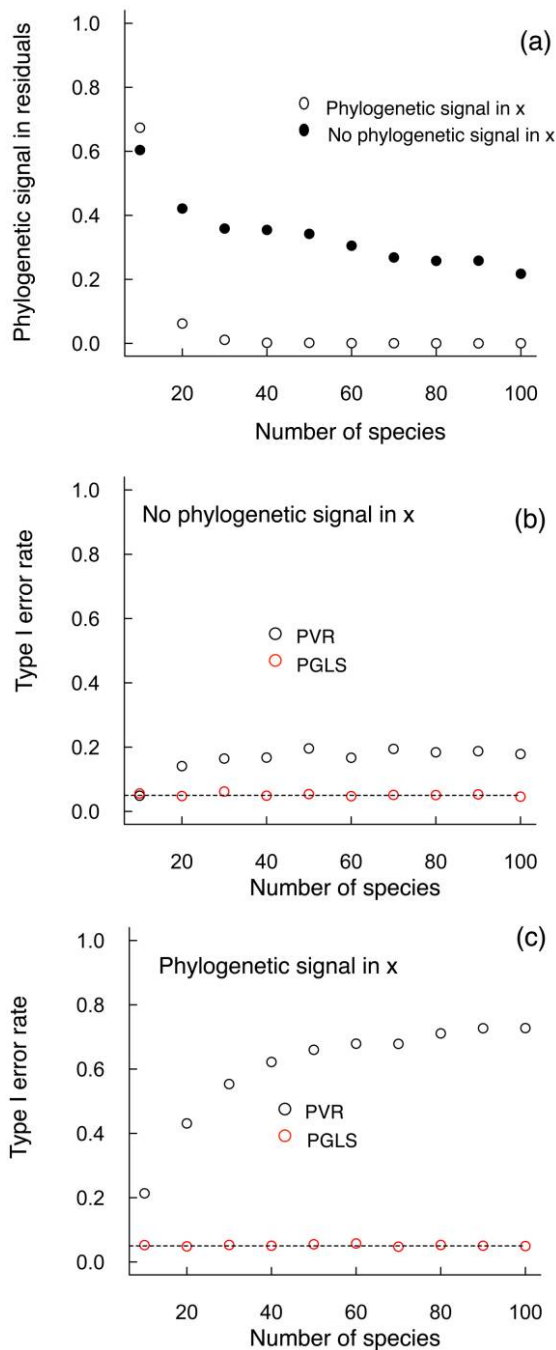 (a)
Phylogenetic signal in residuals
1.0
0.8
0.6
0.4
0.2
0.0
Phylogenetic signal in x
No phylogenetic signal in x
20 40 60 80 100
Number of species
(b)
No phylogenetic signal in x
Type I error rate
1.0
0.8
0.6
0.4
0.2
0.0
PVR
PGLS
20 40 60 80 100
Number of species
(c)
Phylogenetic signal in x
Type I error rate
1.0
0.8
0.6
0.4
0.2
0.0
PVR
PGLS
20 40 60 80 100
Number of species